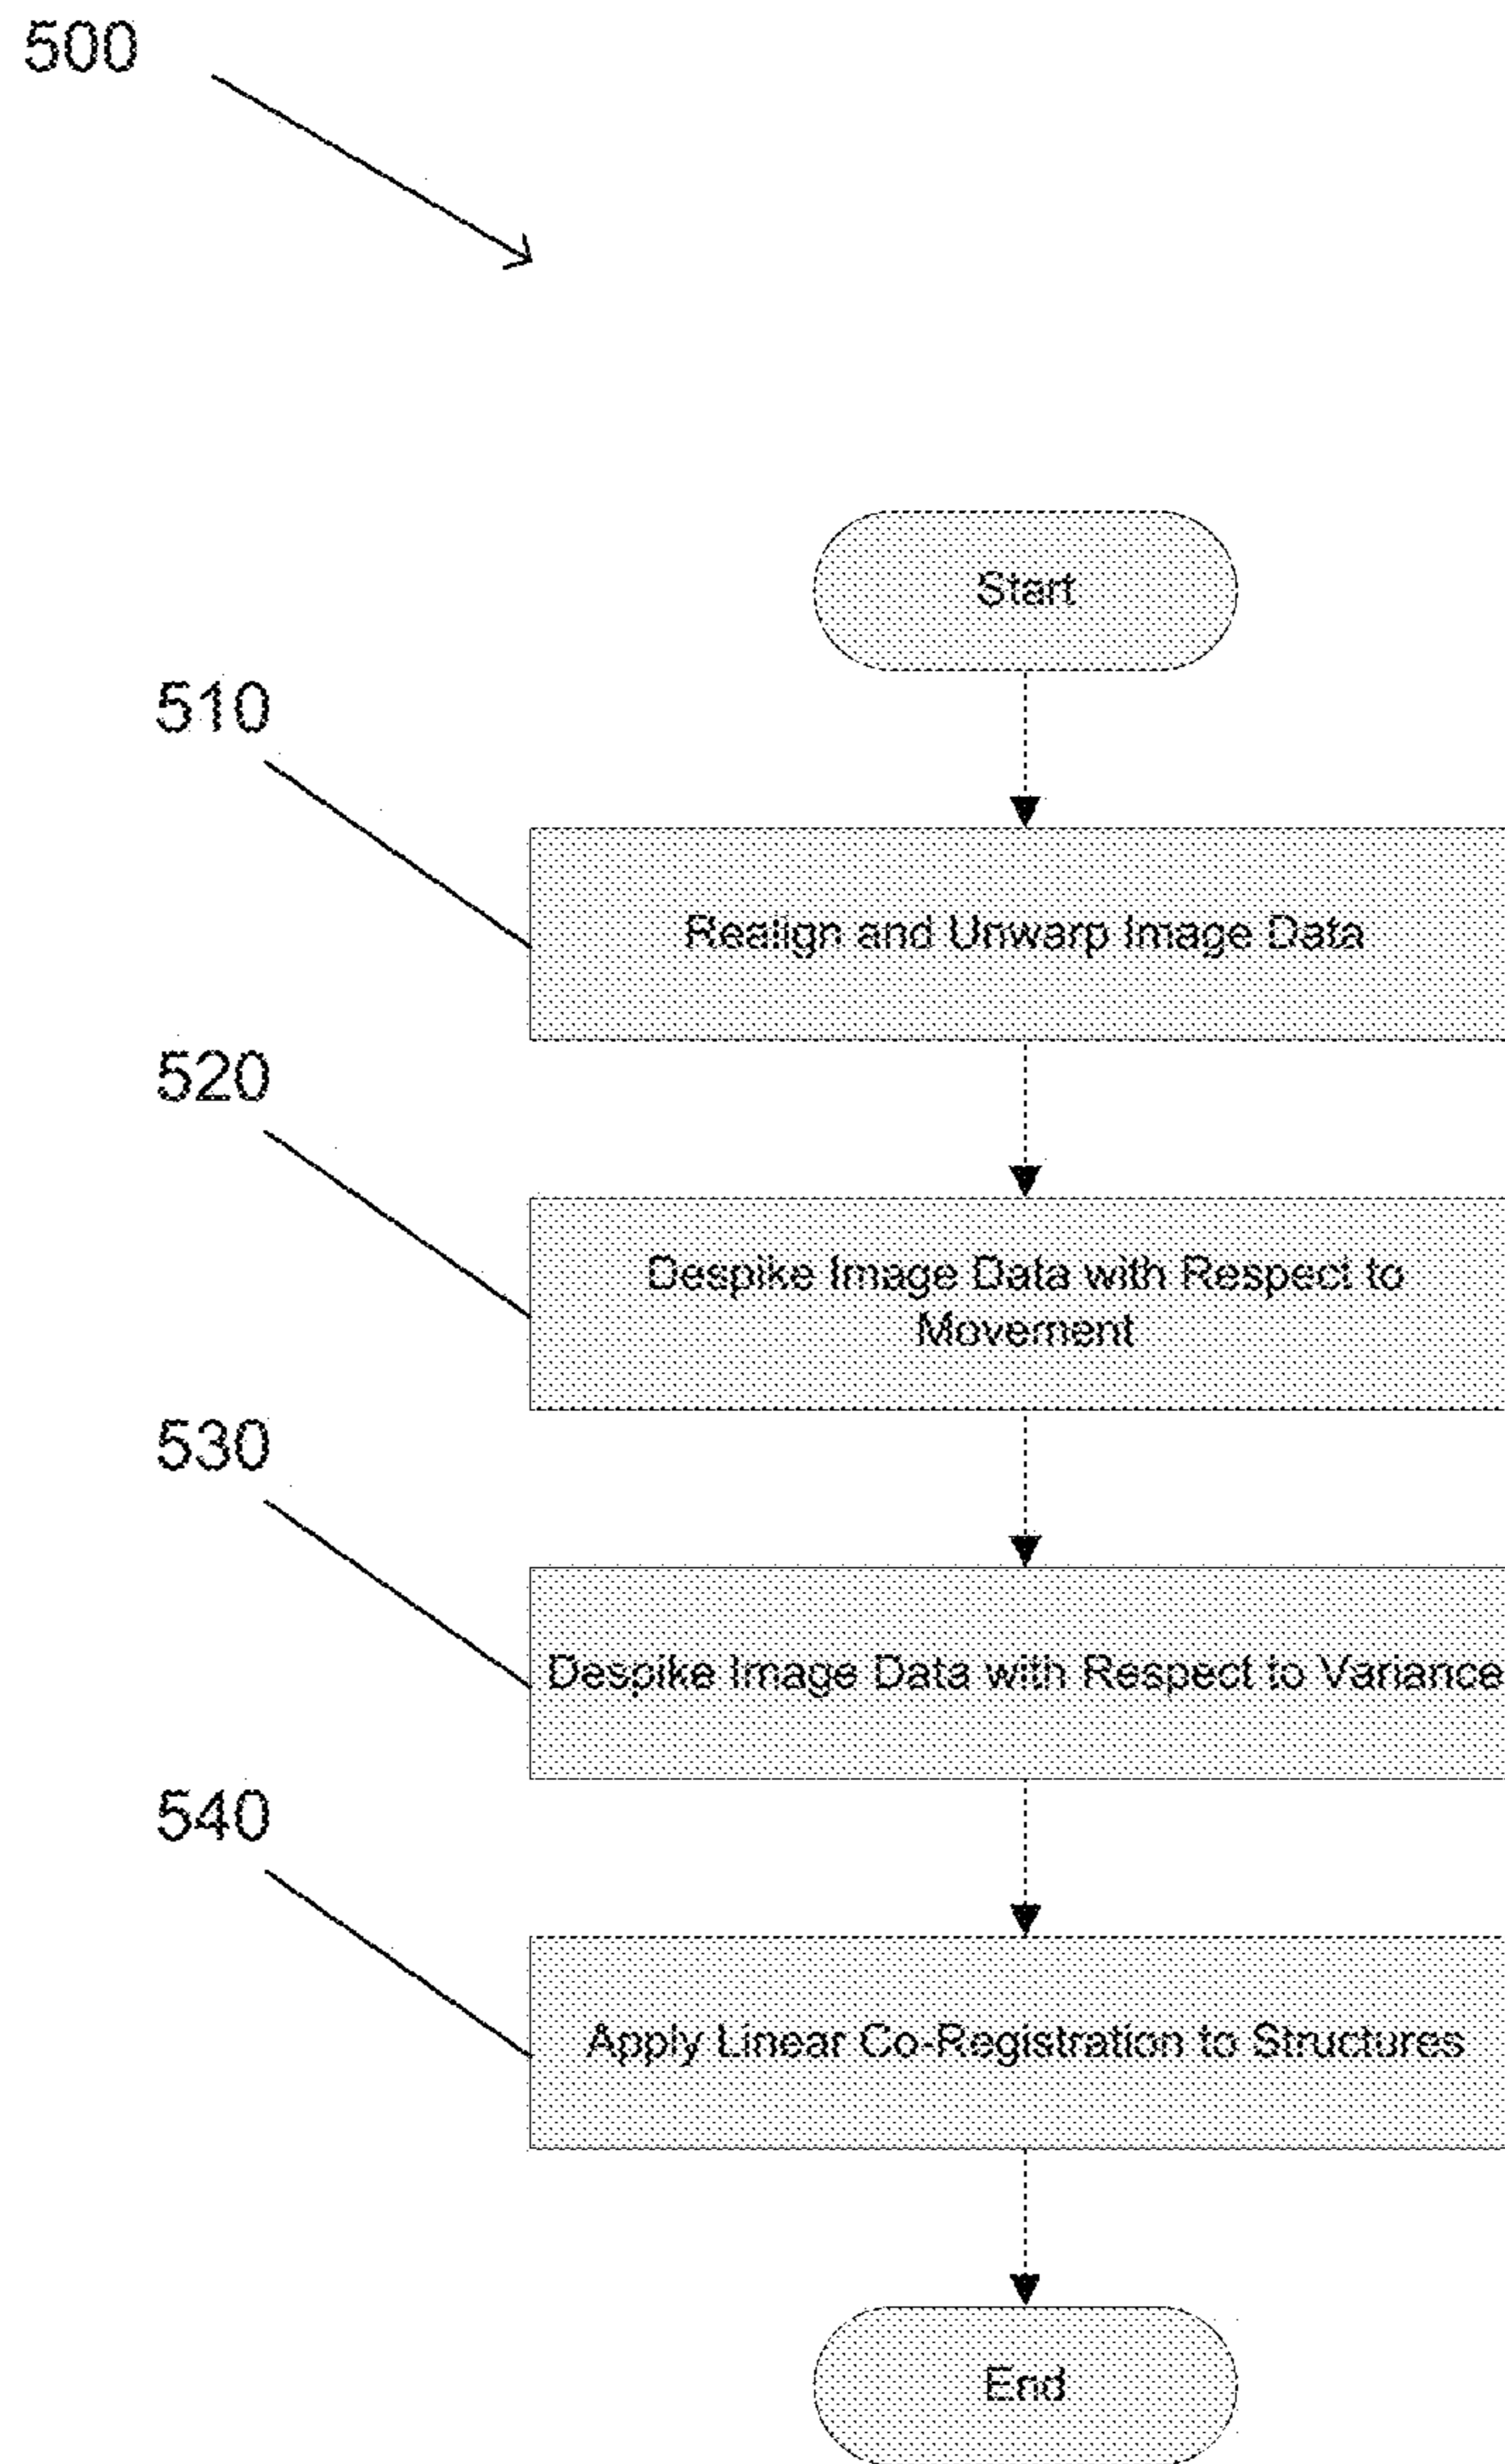 500
Start
510
Realign and Unwarp Image Data
520
Despike Image Data with Respect to
Movement
530
Despike Image Data with Respect to Variance
540
Apply Linear Co-Registration to Structures
End